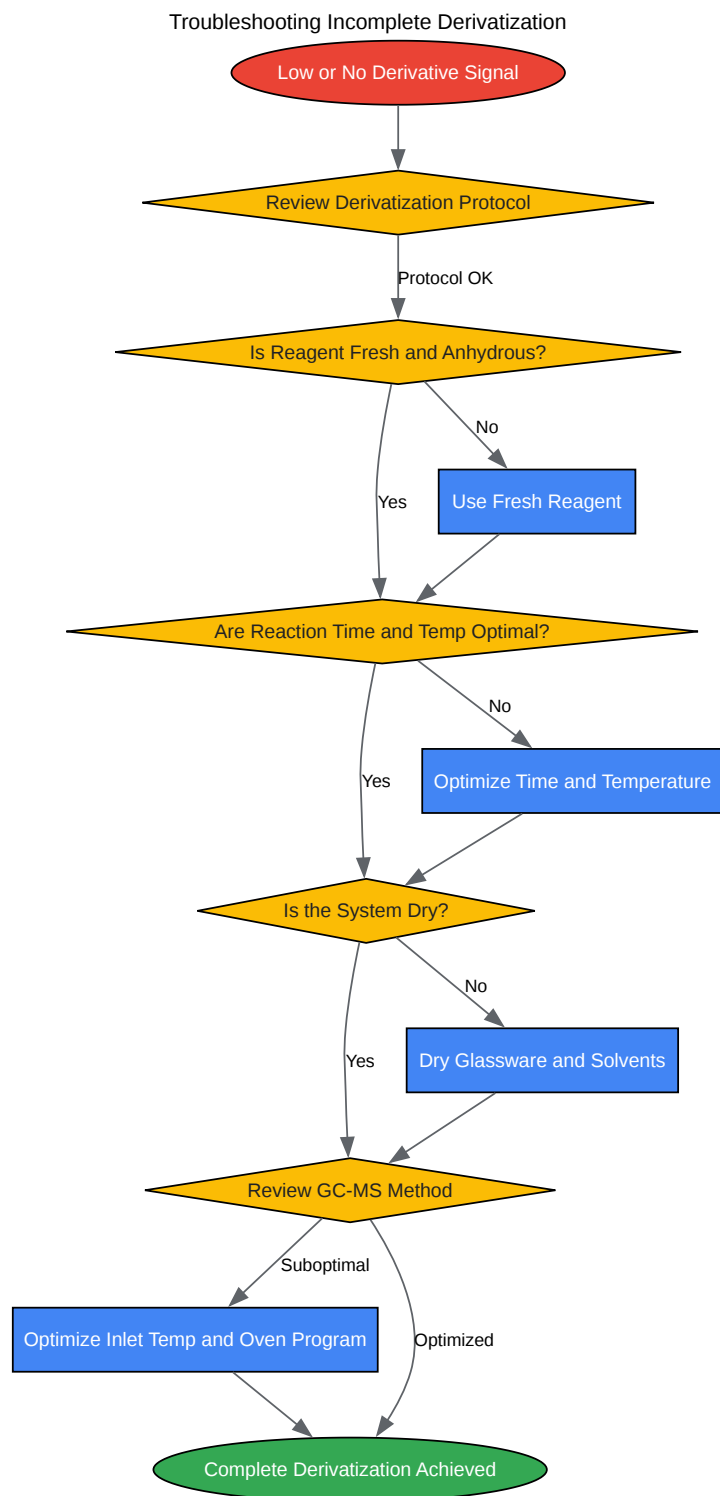 Troubleshooting Incomplete Derivatization
Low or No Derivative Signal
Review Derivatization Protocol
Protocol OK
Is Reagent Fresh and Anhydrous?
No
Use Fresh Reagent
Yes
Are Reaction Time and Temp Optimal?
No
Optimize Time and Temperature
Yes
Is the System Dry?
No
Dry Glassware and Solvents
Yes
Review GC-MS Method
Suboptimal
Optimize Inlet Temp and Oven Program
Optimized
Complete Derivatization Achieved